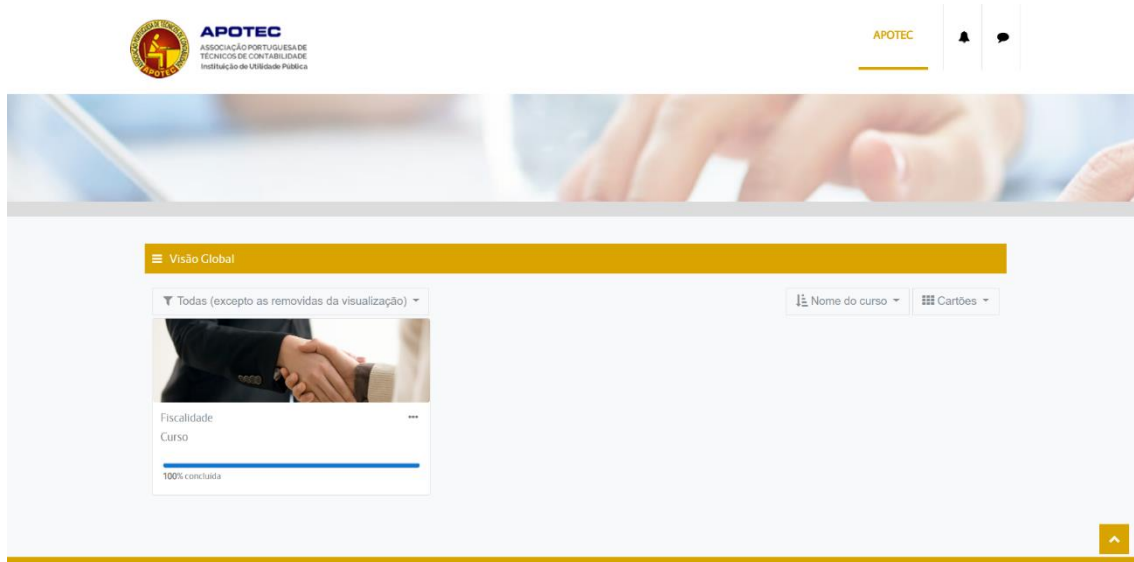 APOTEC
ASSOCIAÇÃO PORTUGUESA DE
TÉCNICOS DE CONTABILIDADE
Instituição de Utilidade Pública
APOTEC
APOTEC
Visão Global
Todas (excepto as removidas da visualização)
Nome do curso
Cartões
Fiscalidade
Curso
100% concluída